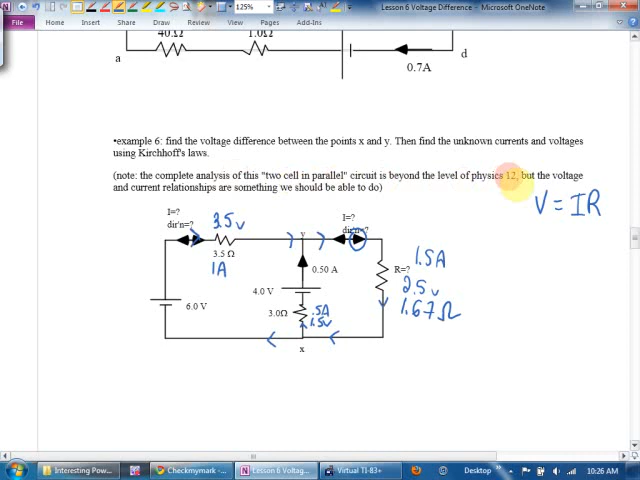 Lesson 6 Voltage Difference - Microsoft OneNote
125%
File
Home
Insert
Share
Draw
Review
View
Add-Ins
40Ω
1.0Ω
a
d
0.7A
•example 6: find the voltage difference between the points x and y. Then find the unknown currents and voltages
using Kirchhoff's laws.
(note: the complete analysis of this "two cell in parallel" circuit is beyond the level of physics 12, but the voltage
and current relationships are something we should be able to do)
V = IR
I=?
dir'n=?
3.5v
I=?
dir'n=?
y
3.5 Ω
1A
0.50 A
R=?
1.5A
4.0 V
2.5v
6.0 V
3.0Ω
.5A
1.5v
1.67Ω
x
Interesting Pow...
Checkmymark - ...
Lesson 6 Voltag...
Virtual TI-83+
Desktop
10:26 AM